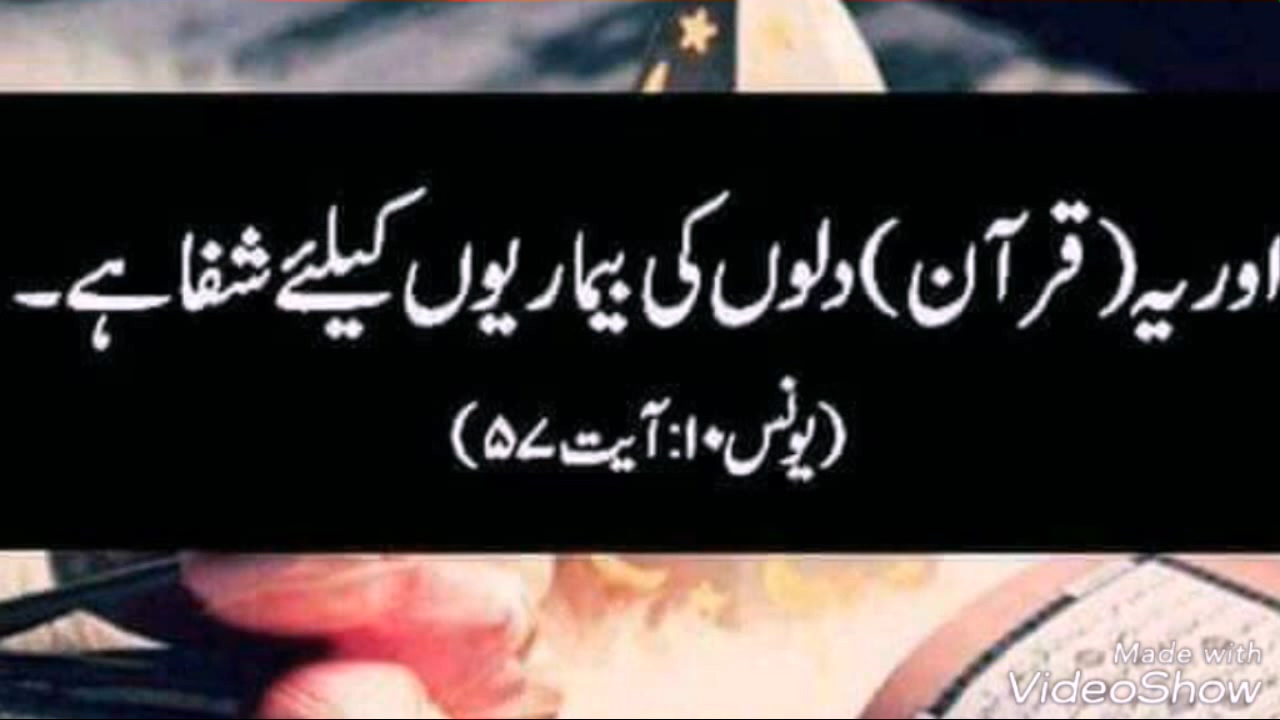 اور یہ (قرآن) دلوں کی بیماریوں کیلئے شفا ہے۔
(یونس ۱۰: آیت ۵۷)
Made with
VideoShow